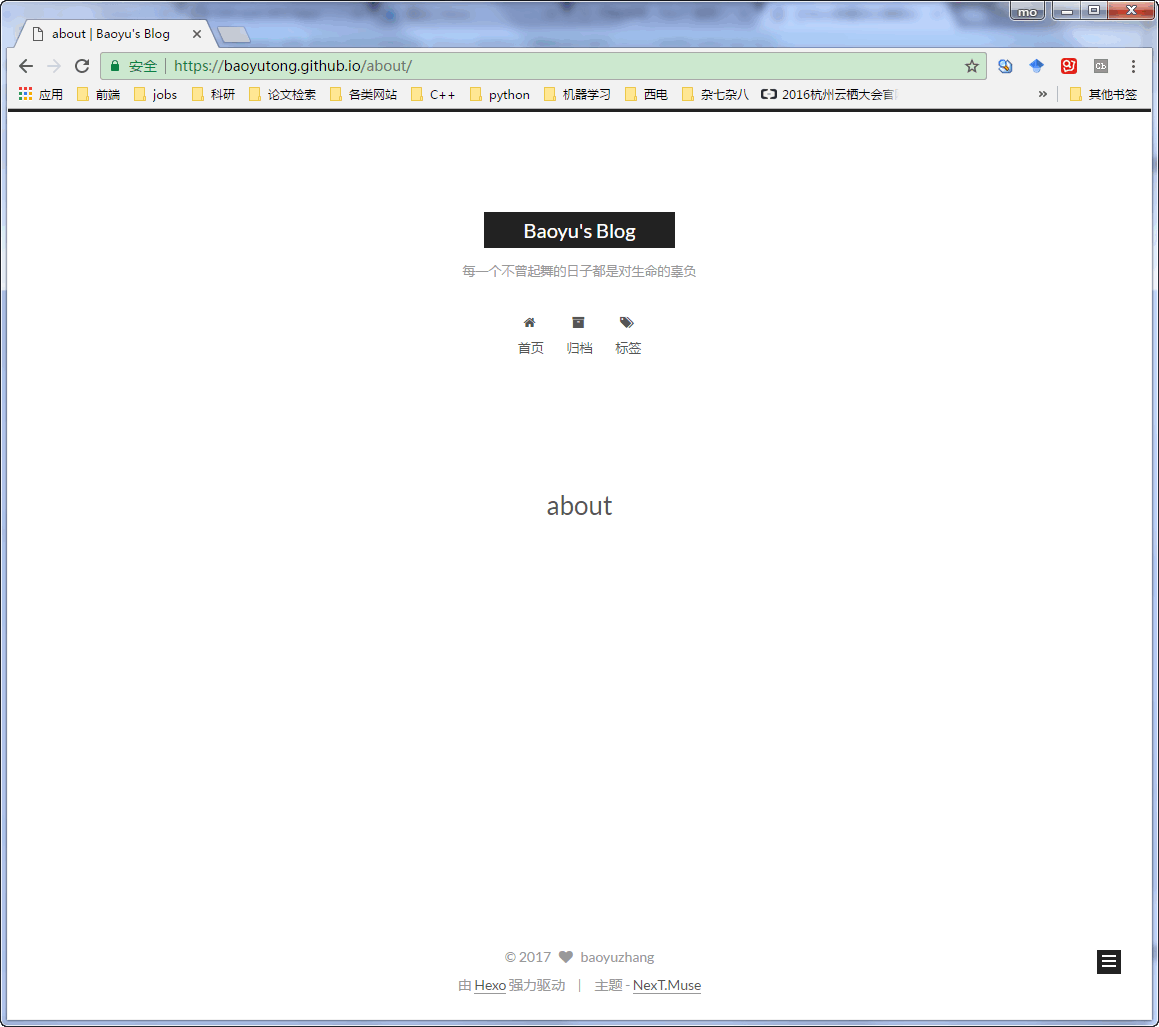 mo
about | Baoyu's Blog
安全 https://baoyutong.github.io/about/
应用 前端 jobs 科研 论文检索 各类网站 C++ python 机器学习 西电 杂七杂八 2016杭州云栖大会官 » 其他书签
Baoyu's Blog
每一个不曾起舞的日子都是对生命的辜负
首页 归档 标签
about
© 2017 baoyuzhang
由 Hexo 强力驱动 | 主题 - NexT.Muse